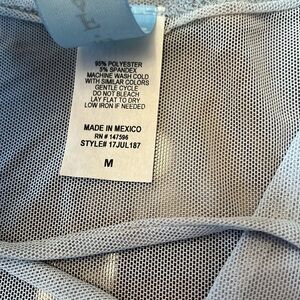 95% POLYESTER
5% SPANDEX
MACHINE WASH COLD
WITH SIMILAR COLORS
GENTLE CYCLE
DO NOT BLEACH
LAY FLAT TO DRY
LOW IRON IF NEEDED
MADE IN MEXICO
RN # 147596
STYLE# 17JUL187
M